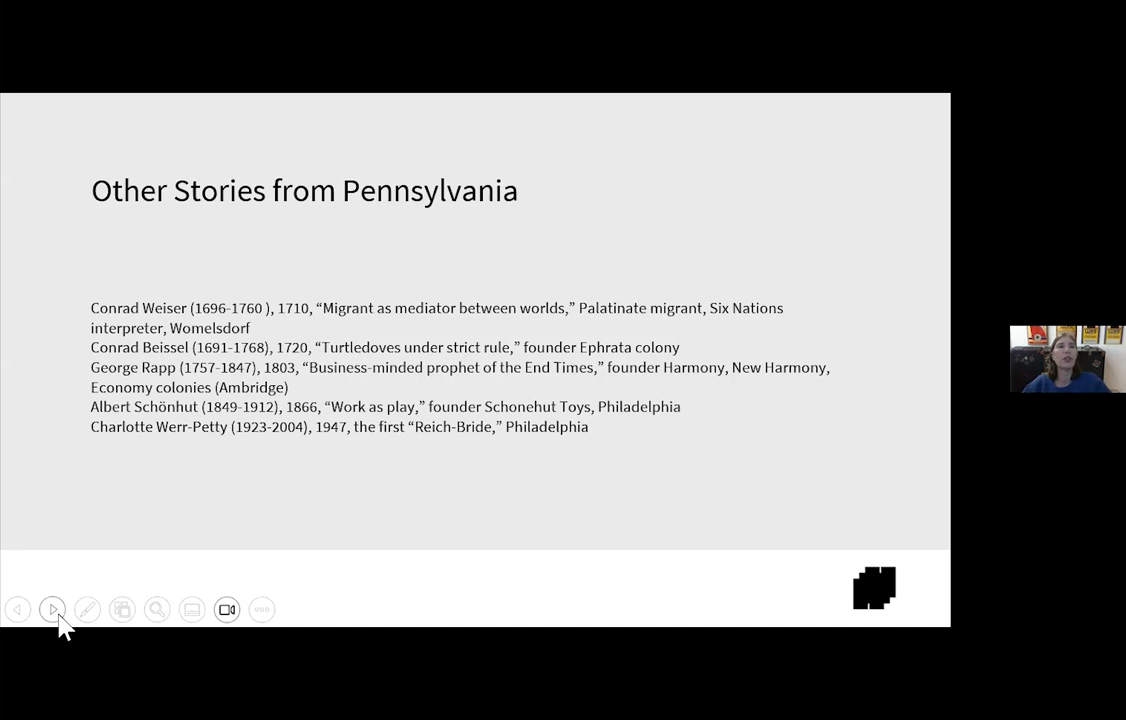 Other Stories from Pennsylvania
Conrad Weiser (1696-1760 ), 1710, “Migrant as mediator between worlds,” Palatinate migrant, Six Nations
interpreter, Womelsdorf
Conrad Beissel (1691-1768), 1720, “Turtledoves under strict rule,” founder Ephrata colony
George Rapp (1757-1847), 1803, “Business-minded prophet of the End Times,” founder Harmony, New Harmony,
Economy colonies (Ambridge)
Albert Schönhut (1849-1912), 1866, “Work as play,” founder Schonehut Toys, Philadelphia
Charlotte Werr-Petty (1923-2004), 1947, the first “Reich-Bride,” Philadelphia